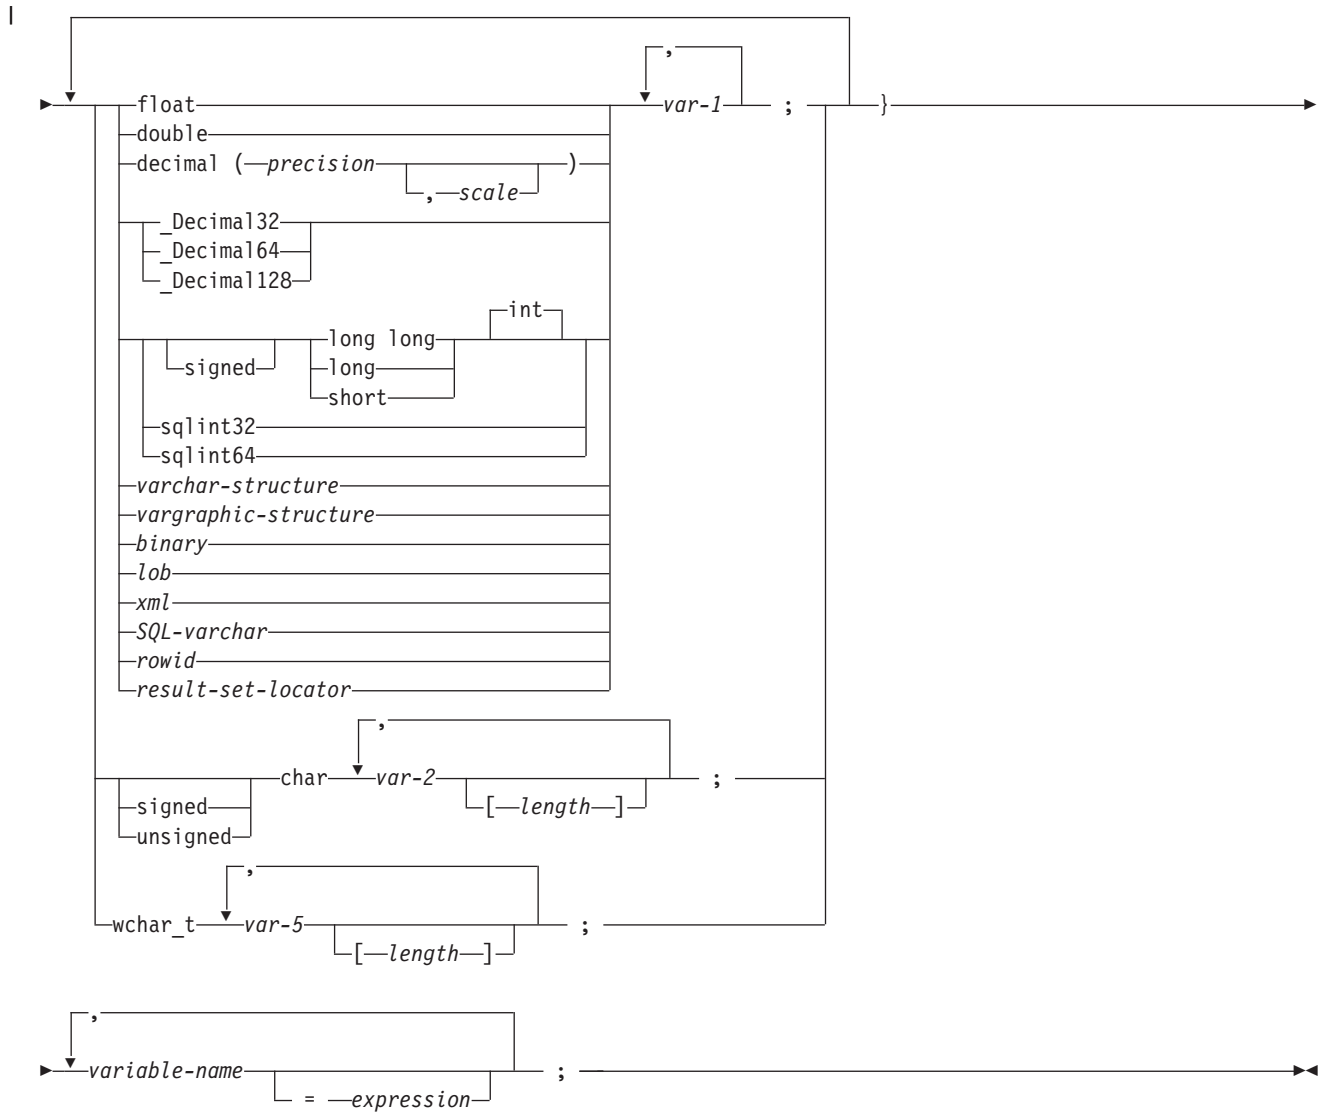 |
,
float var-1 ; }
double
decimal ( precision )
, scale
_Decimal32
_Decimal64
_Decimal128
int
long long
signed long
short
sqlint32
sqlint64
varchar-structure
vargraphic-structure
binary
lob
xml
SQL-varchar
rowid
result-set-locator
,
char var-2 ;
signed [ length ]
unsigned
,
wchar_t var-5 ;
[ length ]
,
variable-name ;
= expression